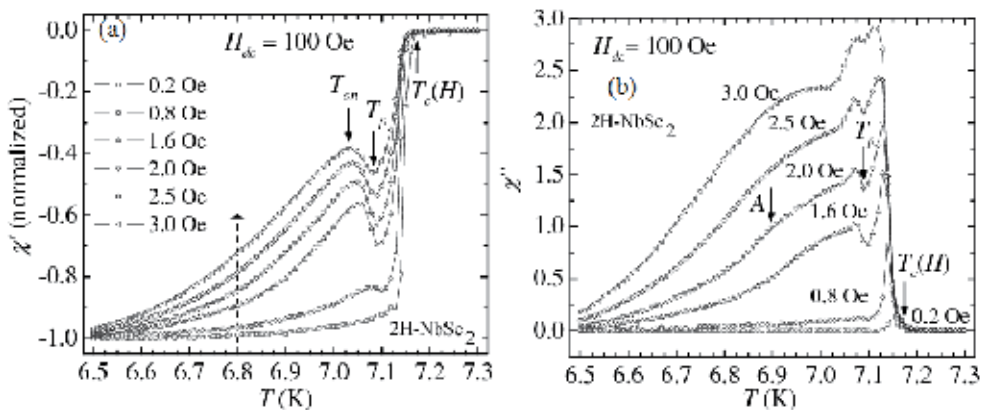 (a)
H_dc = 100 Oe
0.2 Oe
0.8 Oe
1.6 Oe
2.0 Oe
2.5 Oe
3.0 Oe
T_on
T_p
T_c(H)
2H-NbSe_2
χ' (normalized)
0.0
-0.2
-0.4
-0.6
-0.8
-1.0
6.5 6.6 6.7 6.8 6.9 7.0 7.1 7.2 7.3
T (K)
H_dc = 100 Oe
(b)
2H-NbSe_2
3.0 Oe
2.5 Oe
2.0 Oe
1.6 Oe
0.8 Oe
0.2 Oe
A
T_c(H)
χ''
3.0
2.5
2.0
1.5
1.0
0.5
0.0
6.5 6.6 6.7 6.8 6.9 7.0 7.1 7.2 7.3
T (K)